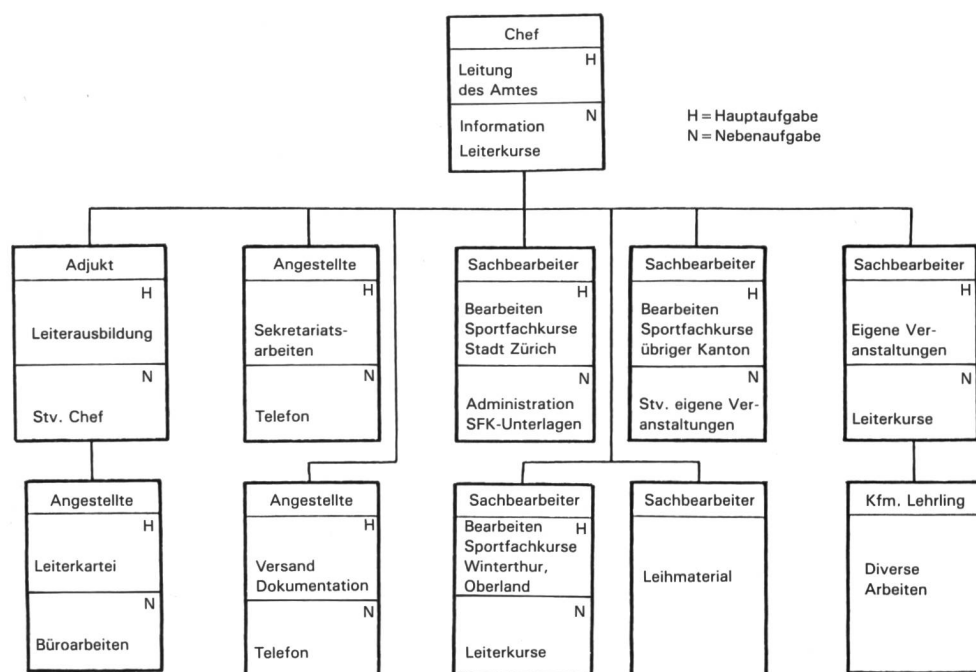 Chef
H
Leitung
des Amtes
N
Information
Leiterkurse
H = Hauptaufgabe
N = Nebenaufgabe
Adjukt
H
Leiterausbildung
N
Stv. Chef
Angestellte
H
Sekretariats-
arbeiten
N
Telefon
Sachbearbeiter
H
Bearbeiten
Sportfachkurse
Stadt Zürich
N
Administration
SFK-Unterlagen
Sachbearbeiter
H
Bearbeiten
Sportfachkurse
übriger Kanton
N
Stv. eigene Ver-
anstaltungen
Sachbearbeiter
H
Eigene Ver-
anstaltungen
N
Leiterkurse
Angestellte
H
Leiterkartei
N
Büroarbeiten
Angestellte
H
Versand
Dokumentation
N
Telefon
Sachbearbeiter
Bearbeiten H
Sportfachkurse
Winterthur,
Oberland
N
Leiterkurse
Sachbearbeiter
Leihmaterial
Kfm. Lehrling
Diverse
Arbeiten